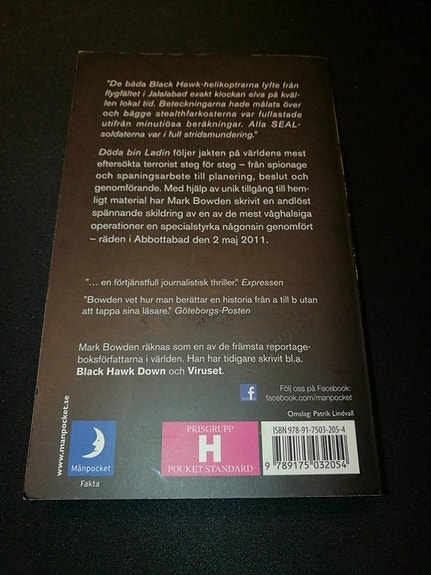 "De båda Black Hawk-helikoptrarna lyfte från
flygfältet i Jalalabad exakt klockan elva på kväl-
len lokal tid. Beteckningarna hade målats över
och bägge stealthfarkosterna var fullastade
utifrån minutiösa beräkningar. Alla SEAL-
soldaterna var i full stridsmundering."
Döda bin Ladin följer jakten på världens mest
eftersökta terrorist steg för steg – från spionage
och spaningsarbete till planering, beslut och
genomförande. Med hjälp av unik tillgång till hem-
ligt material har Mark Bowden skrivit en andlöst
spännande skildring av en av de mest våghalsiga
operationer en specialstyrka någonsin genomfört
– räden i Abbottabad den 2 maj 2011.
"... en förtjänstfull journalistisk thriller." Expressen
"Bowden vet hur man berättar en historia från a till b utan
att tappa sina läsare." Göteborgs-Posten
Mark Bowden räknas som en av de främsta reportage-
boksförfattarna i världen. Han har tidigare skrivit bl.a.
Black Hawk Down och Viruset.
f
Följ oss på Facebook:
facebook.com/manpocket
Omslag: Patrik Lindvall
www.manpocket.se
Månpocket
Fakta
PRISGRUPP
H
POCKET STANDARD
ISBN 978-91-7503-205-4
9 789175 032054